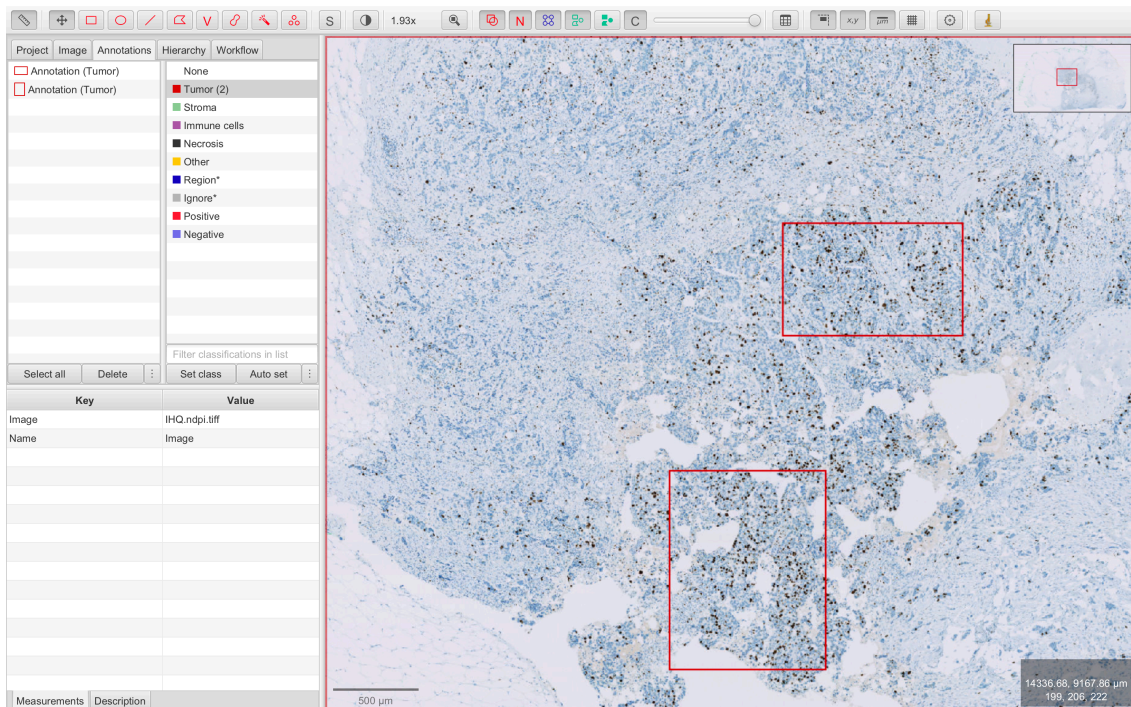 V S 1.93x N C x,y µm
Project Image Annotations Hierarchy Workflow
Annotation (Tumor)
Annotation (Tumor)
None
Tumor (2)
Stroma
Immune cells
Necrosis
Other
Region*
Ignore*
Positive
Negative
Filter classifications in list
Select all Delete ⋮ Set class Auto set ⋮
Key Value
Image IHQ.ndpi.tiff
Name Image
Measurements Description
500 µm
14336.68, 9167.86 µm
199, 206, 222